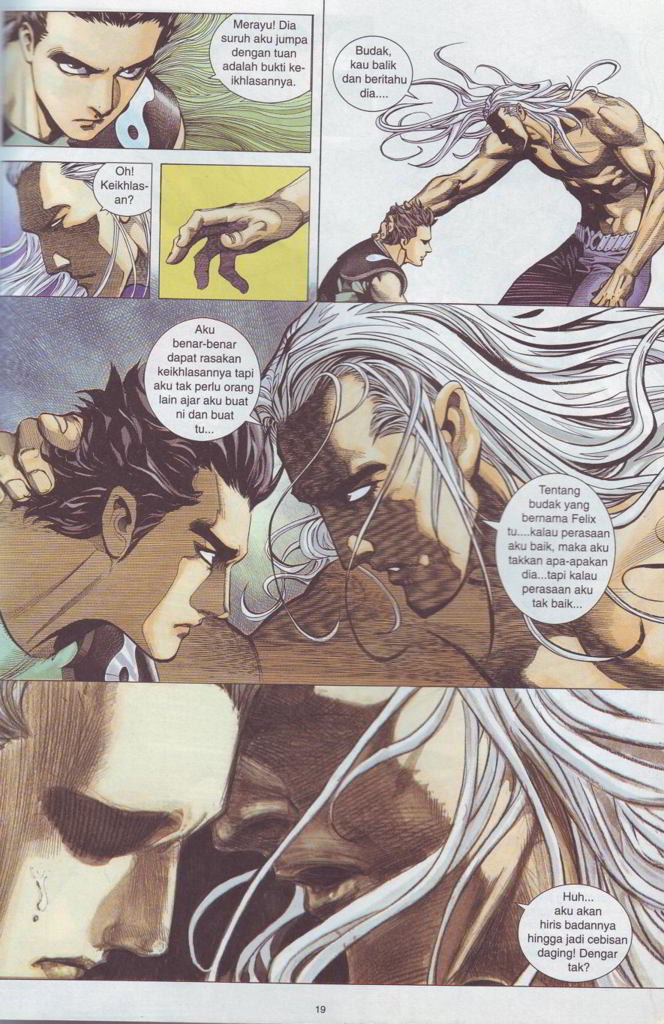 Merayu! Dia
suruh aku jumpa
dengan tuan
adalah bukti ke-
ikhlasannya.
Budak,
kau balik
dan beritahu
dia....
Oh!
Keikhlas-
an?
Aku
benar-benar
dapat rasakan
keikhlasannya tapi
aku tak perlu orang
lain ajar aku buat
ni dan buat
tu...
Tentang
budak yang
bernama Felix
tu....kalau perasaan
aku baik, maka aku
takkan apa-apakan
dia...tapi kalau
perasaan aku
tak baik...
Huh...
aku akan
hiris badannya
hingga jadi cebisan
daging! Dengar
tak?
19